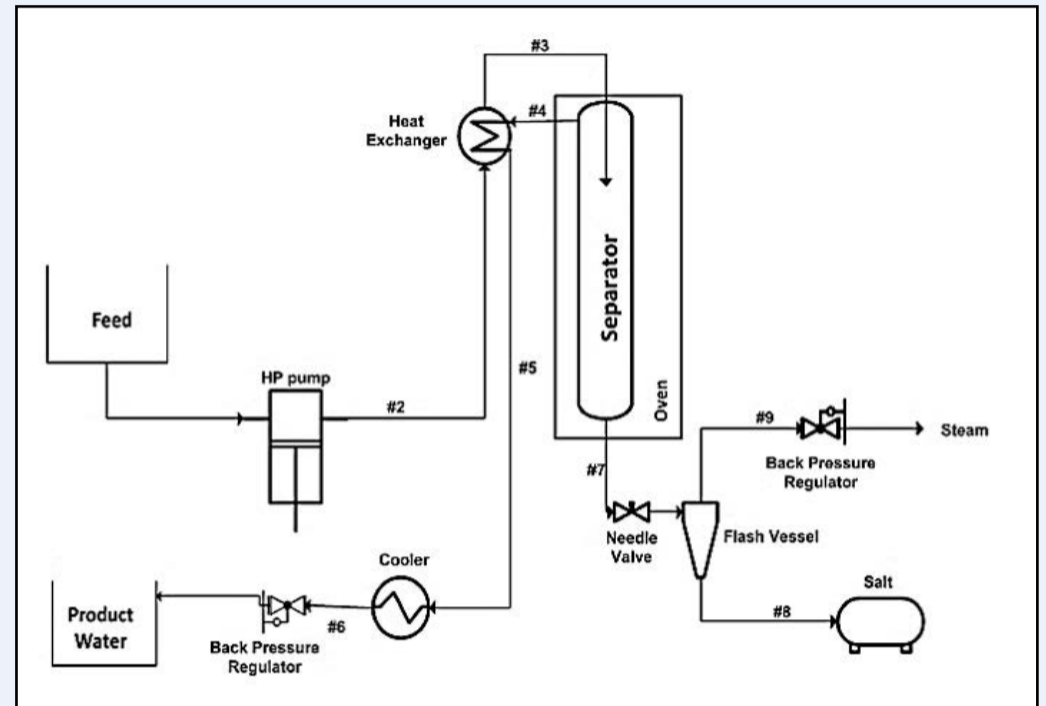 #3
#4
Heat
Exchanger
Separator
Oven
Feed
HP pump
#2
#5
#7
#9
Steam
Back Pressure
Regulator
Needle
Valve
Flash Vessel
Cooler
Salt
#8
Product
Water
#6
Back Pressure
Regulator